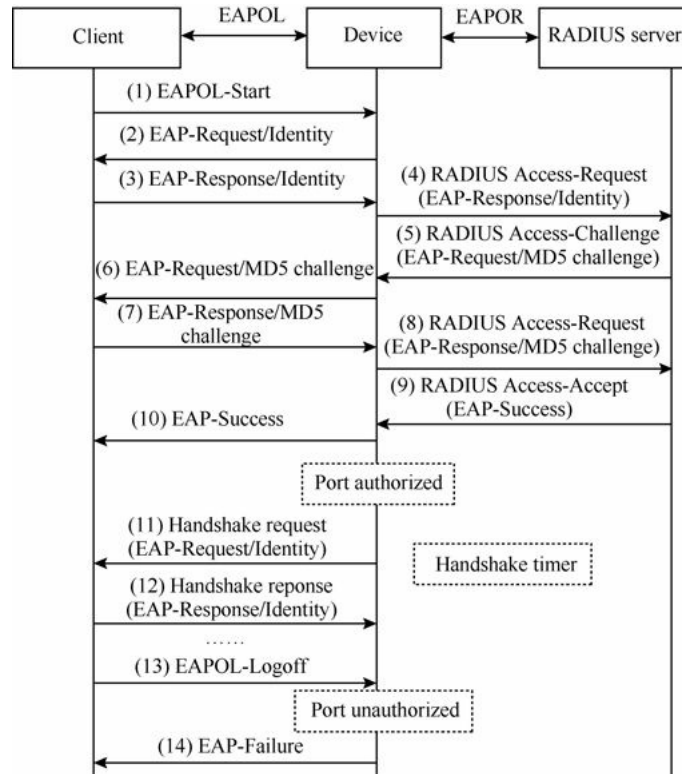 Client
EAPOL
Device
EAPOR
RADIUS server
(1) EAPOL-Start
(2) EAP-Request/Identity
(3) EAP-Response/Identity
(4) RADIUS Access-Request
(EAP-Response/Identity)
(5) RADIUS Access-Challenge
(EAP-Request/MD5 challenge)
(6) EAP-Request/MD5 challenge
(7) EAP-Response/MD5
challenge
(8) RADIUS Access-Request
(EAP-Response/MD5 challenge)
(9) RADIUS Access-Accept
(EAP-Success)
(10) EAP-Success
Port authorized
(11) Handshake request
(EAP-Request/Identity)
Handshake timer
(12) Handshake reponse
(EAP-Response/Identity)
……
(13) EAPOL-Logoff
Port unauthorized
(14) EAP-Failure